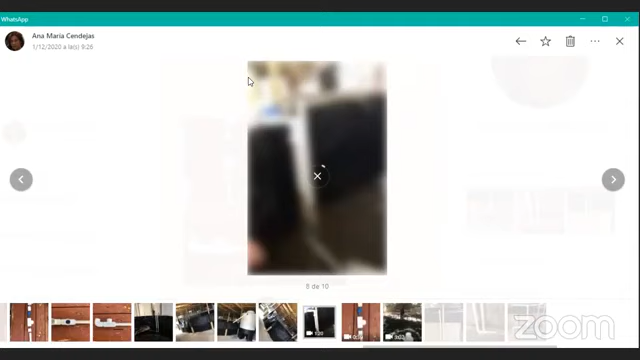 WhatsApp
Ana Maria Cendejas
1/12/2020 a la(s) 9:26
8 de 10
zoom